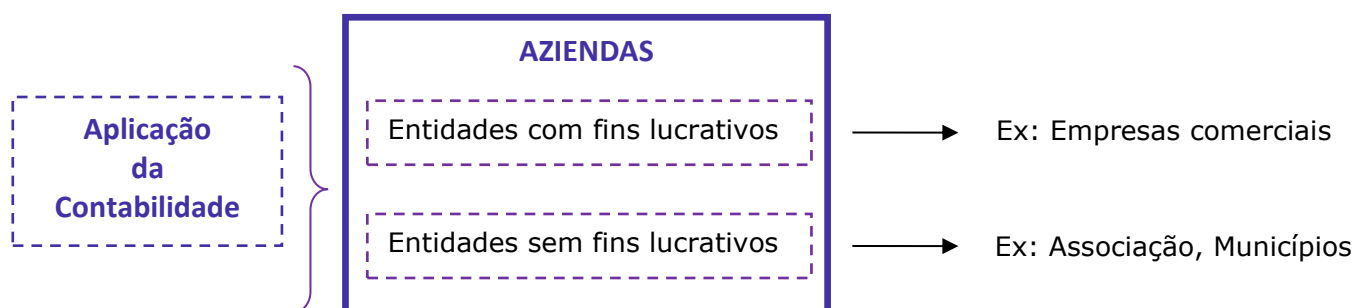 AZIENDAS
Aplicação
da
Contabilidade
Entidades com fins lucrativos
Ex: Empresas comerciais
Entidades sem fins lucrativos
Ex: Associação, Municípios